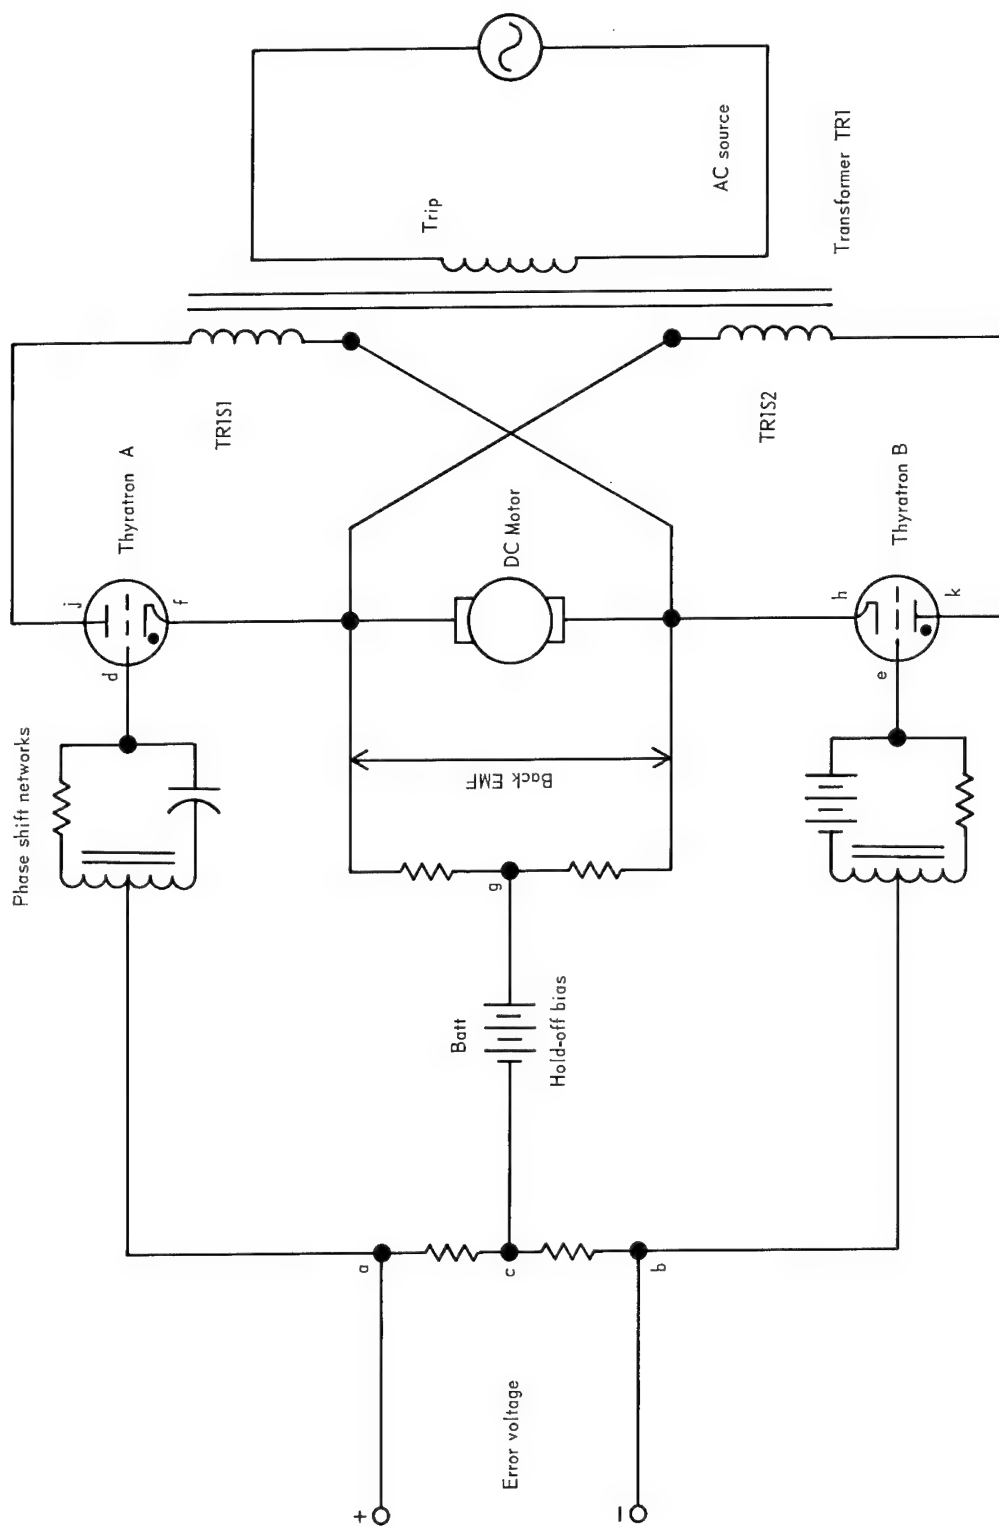 Trip
AC source
Transformer TR1
TR1S1
TR1S2
Thyratron A
j
f
d
DC Motor
Thyratron B
h
k
e
Phase shift networks
Back EMF
g
Batt
Hold-off bias
a
c
b
Error voltage
+
−